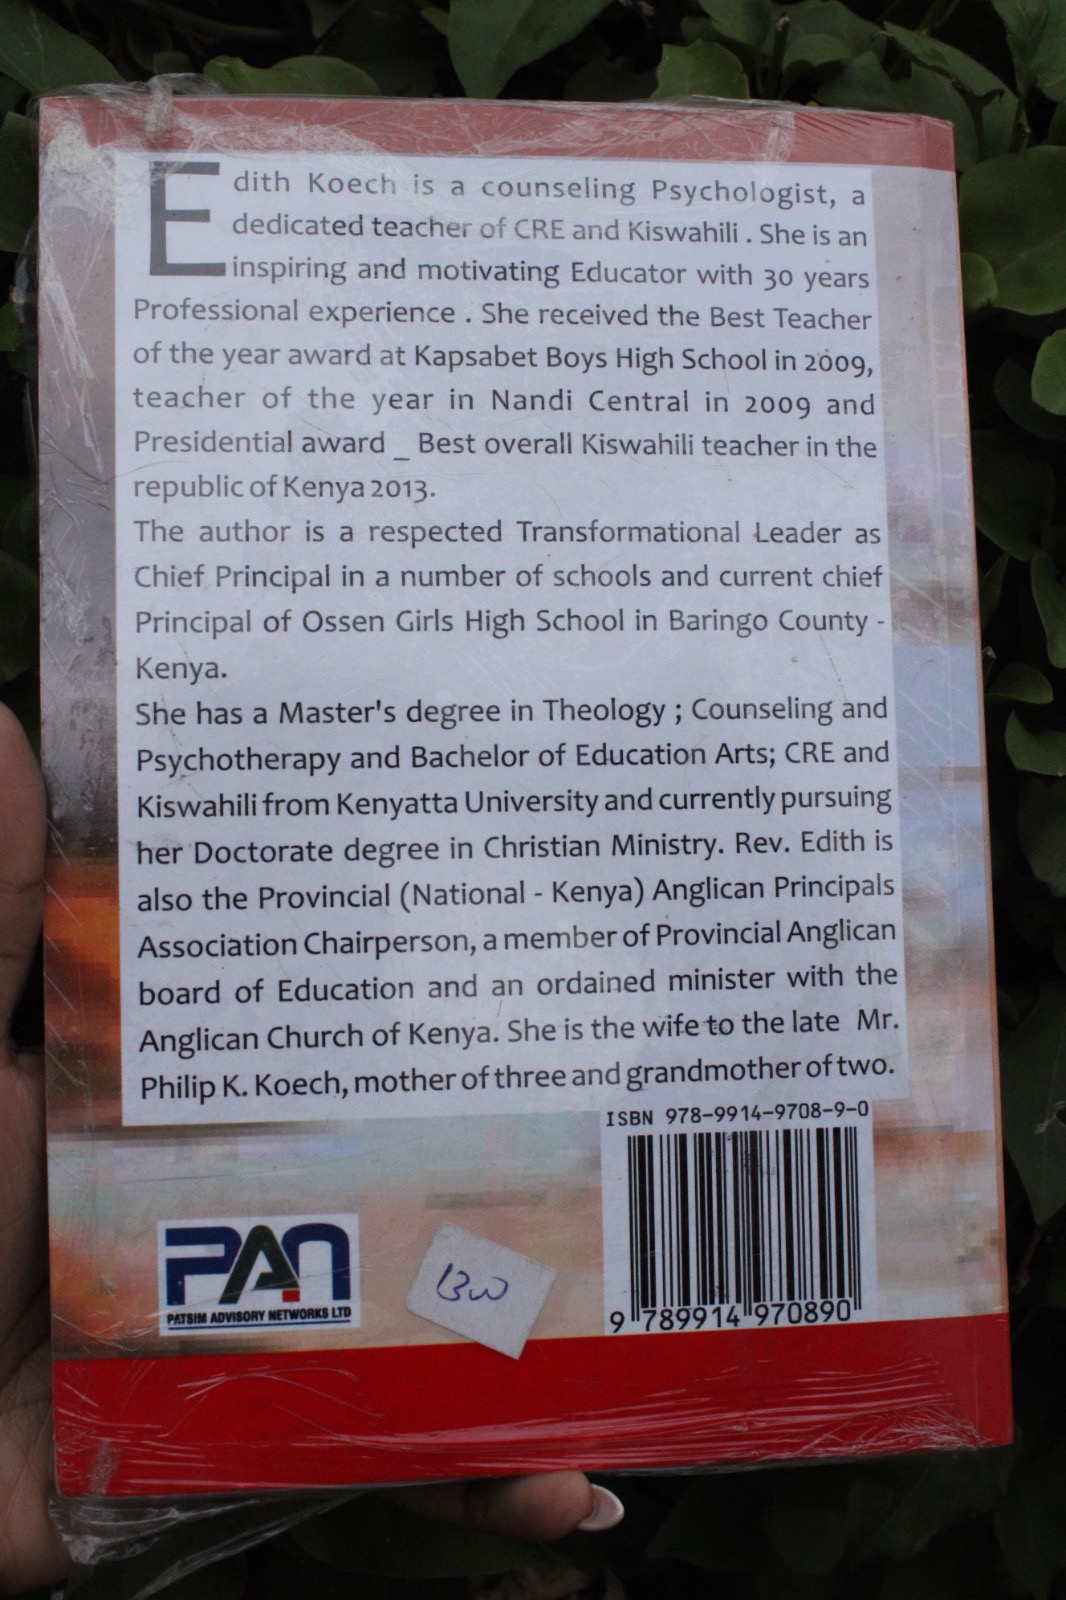 Edith Koech is a counseling Psychologist, a
dedicated teacher of CRE and Kiswahili . She is an
inspiring and motivating Educator with 30 years
Professional experience . She received the Best Teacher
of the year award at Kapsabet Boys High School in 2009,
teacher of the year in Nandi Central in 2009 and
Presidential award _ Best overall Kiswahili teacher in the
republic of Kenya 2013.
The author is a respected Transformational Leader as
Chief Principal in a number of schools and current chief
Principal of Ossen Girls High School in Baringo County -
Kenya.
She has a Master's degree in Theology ; Counseling and
Psychotherapy and Bachelor of Education Arts; CRE and
Kiswahili from Kenyatta University and currently pursuing
her Doctorate degree in Christian Ministry. Rev. Edith is
also the Provincial (National - Kenya) Anglican Principals
Association Chairperson, a member of Provincial Anglican
board of Education and an ordained minister with the
Anglican Church of Kenya. She is the wife to the late Mr.
Philip K. Koech, mother of three and grandmother of two.
ISBN 978-9914-9708-9-0
9 789914 970890
PAN
PATSIM ADVISORY NETWORKS LTD